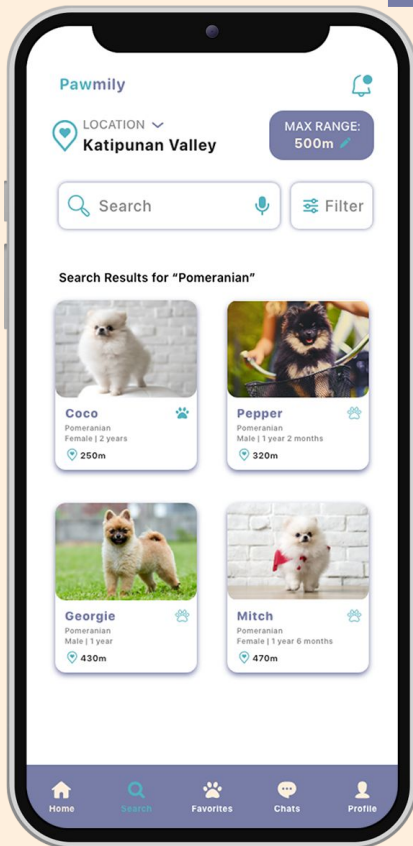 Pawmily
LOCATION
Katipunan Valley
MAX RANGE:
500m
Search
Filter
Search Results for “Pomeranian”
Coco
Pomeranian
Female | 2 years
250m
Pepper
Pomeranian
Male | 1 year 2 months
320m
Georgie
Pomeranian
Male | 1 year
430m
Mitch
Pomeranian
Female | 1 year 6 months
470m
Home
Search
Favorites
Chats
Profile